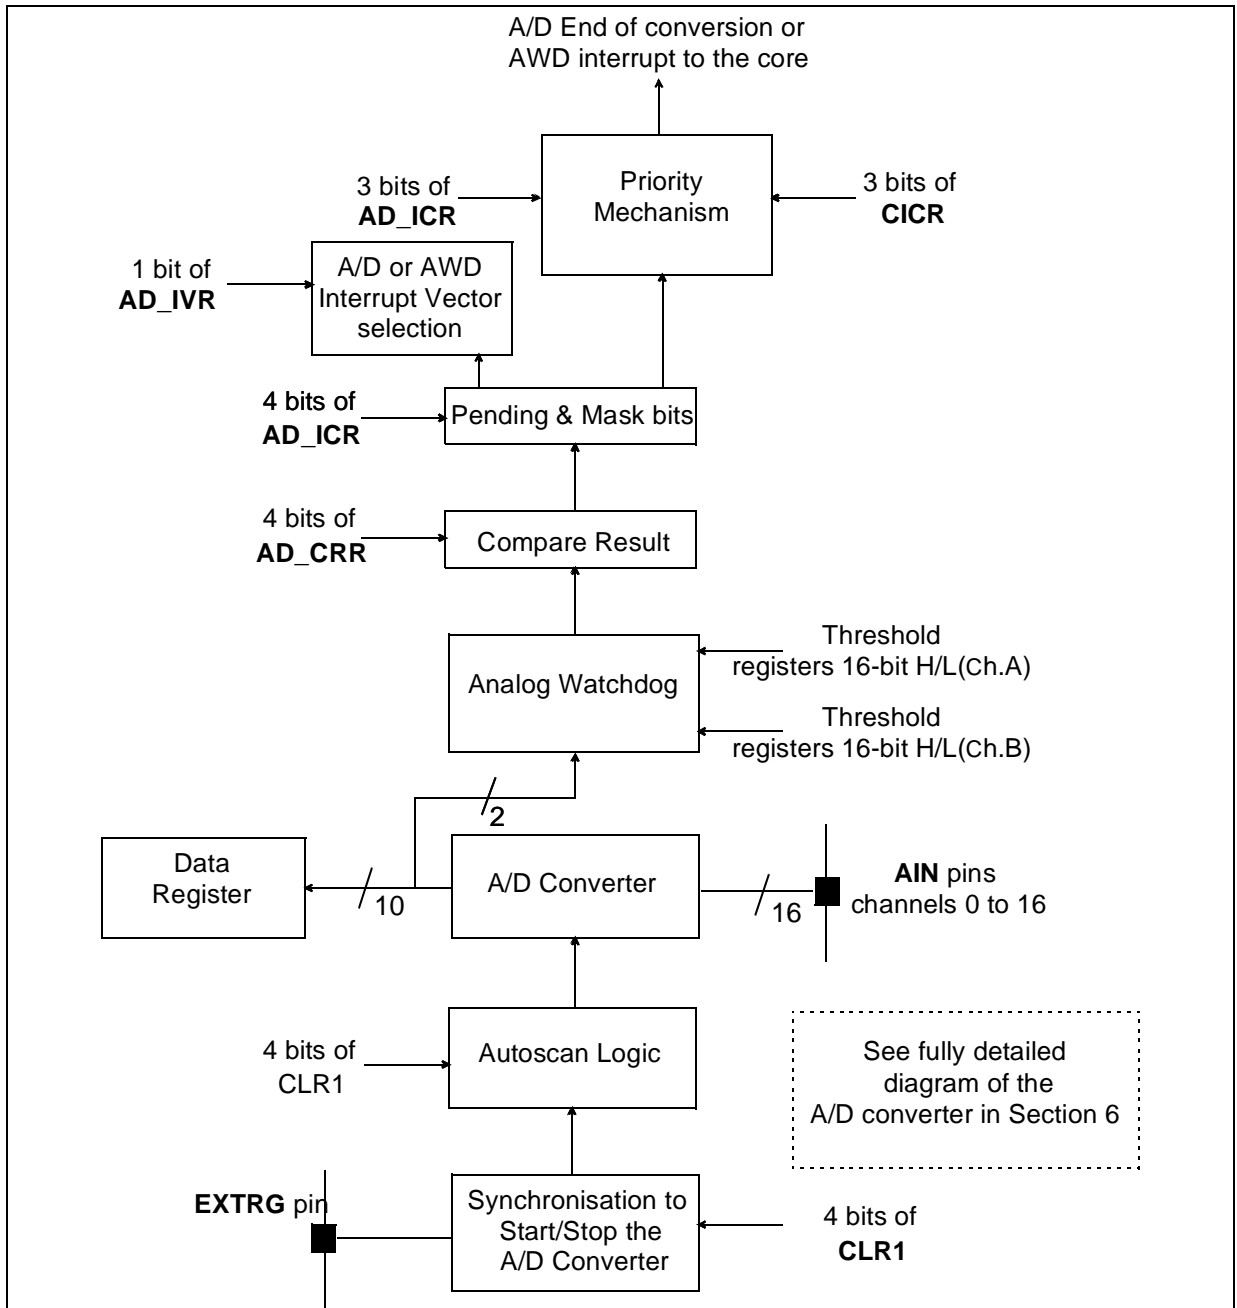 A/D End of conversion or
AWD interrupt to the core
Priority
Mechanism
3 bits of
AD_ICR
3 bits of
CICR
1 bit of
AD_IVR
A/D or AWD
Interrupt Vector
selection
4 bits of
AD_ICR
Pending & Mask bits
4 bits of
AD_CRR
Compare Result
Analog Watchdog
Threshold
registers 16-bit H/L(Ch.A)
Threshold
registers 16-bit H/L(Ch.B)
2
Data
Register
10
A/D Converter
16
AIN pins
channels 0 to 16
4 bits of
CLR1
Autoscan Logic
See fully detailed
diagram of the
A/D converter in Section 6
EXTRG pin
Synchronisation to
Start/Stop the
A/D Converter
4 bits of
CLR1